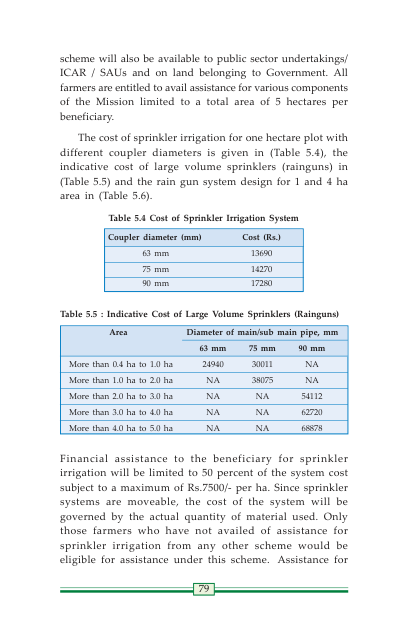 scheme will also be available to public sector undertakings/
ICAR / SAUs and on land belonging to Government. All
farmers are entitled to avail assistance for various components
of the Mission limited to a total area of 5 hectares per
beneficiary.
The cost of sprinkler irrigation for one hectare plot with
different coupler diameters is given in (Table 5.4), the
indicative cost of large volume sprinklers (rainguns) in
(Table 5.5) and the rain gun system design for 1 and 4 ha
area in (Table 5.6).
Table 5.4 Cost of Sprinkler Irrigation System
Coupler diameter (mm) Cost (Rs.)
63 mm 13690
75 mm 14270
90 mm 17280
Table 5.5 : Indicative Cost of Large Volume Sprinklers (Rainguns)
Area Diameter of main/sub main pipe, mm
63 mm 75 mm 90 mm
More than 0.4 ha to 1.0 ha 24940 30011 NA
More than 1.0 ha to 2.0 ha NA 38075 NA
More than 2.0 ha to 3.0 ha NA NA 54112
More than 3.0 ha to 4.0 ha NA NA 62720
More than 4.0 ha to 5.0 ha NA NA 68878
Financial assistance to the beneficiary for sprinkler
irrigation will be limited to 50 percent of the system cost
subject to a maximum of Rs.7500/- per ha. Since sprinkler
systems are moveable, the cost of the system will be
governed by the actual quantity of material used. Only
those farmers who have not availed of assistance for
sprinkler irrigation from any other scheme would be
eligible for assistance under this scheme. Assistance for
79